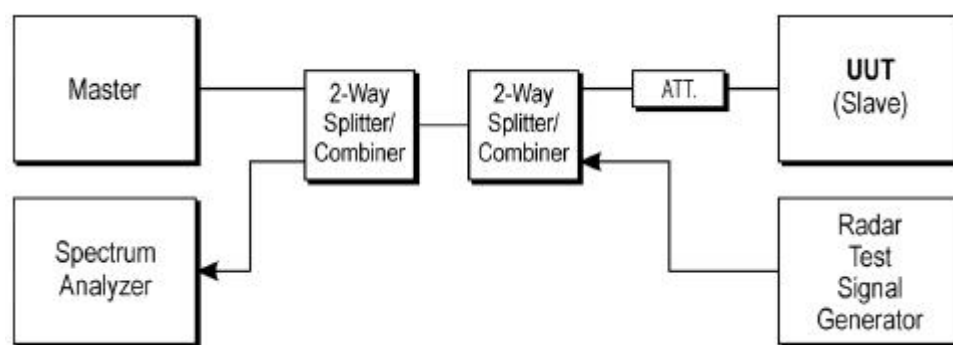 Master
2-Way
Splitter/
Combiner
2-Way
Splitter/
Combiner
ATT.
UUT
(Slave)
Spectrum
Analyzer
Radar
Test
Signal
Generator